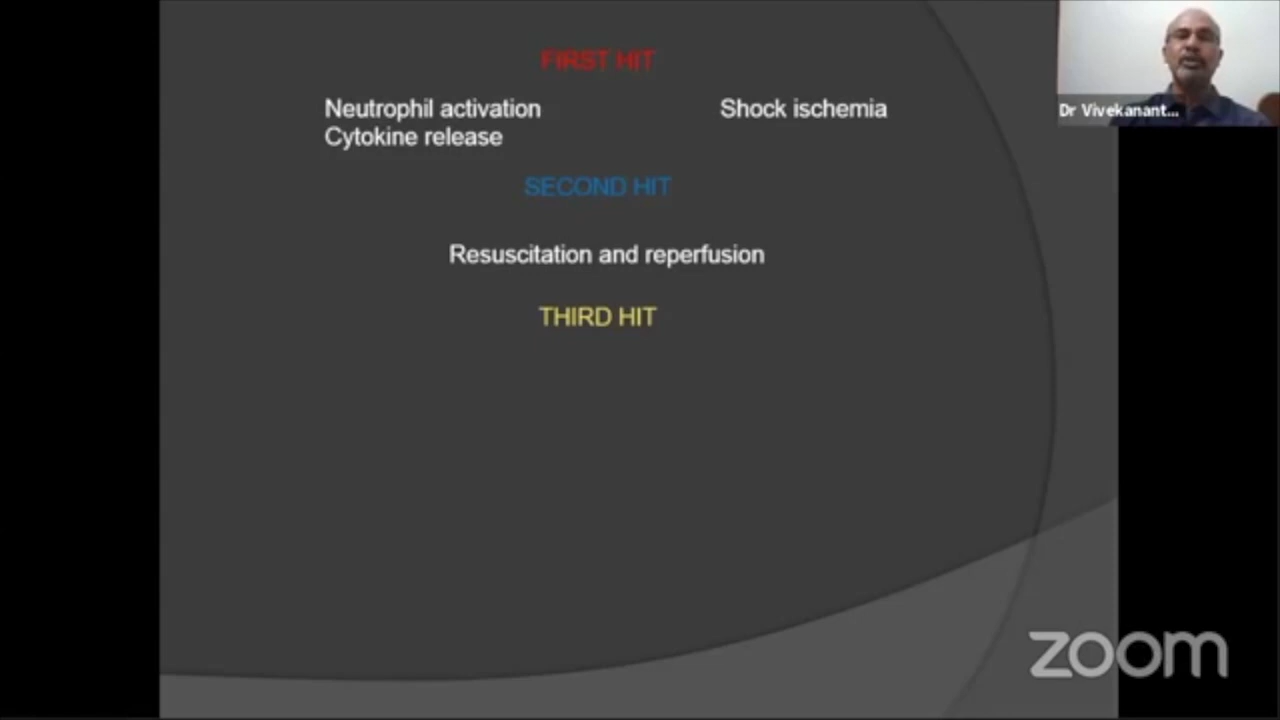 FIRST HIT
Neutrophil activation
Shock ischemia
Cytokine release
SECOND HIT
Resuscitation and reperfusion
THIRD HIT
Dr Vivekanant...
zoom